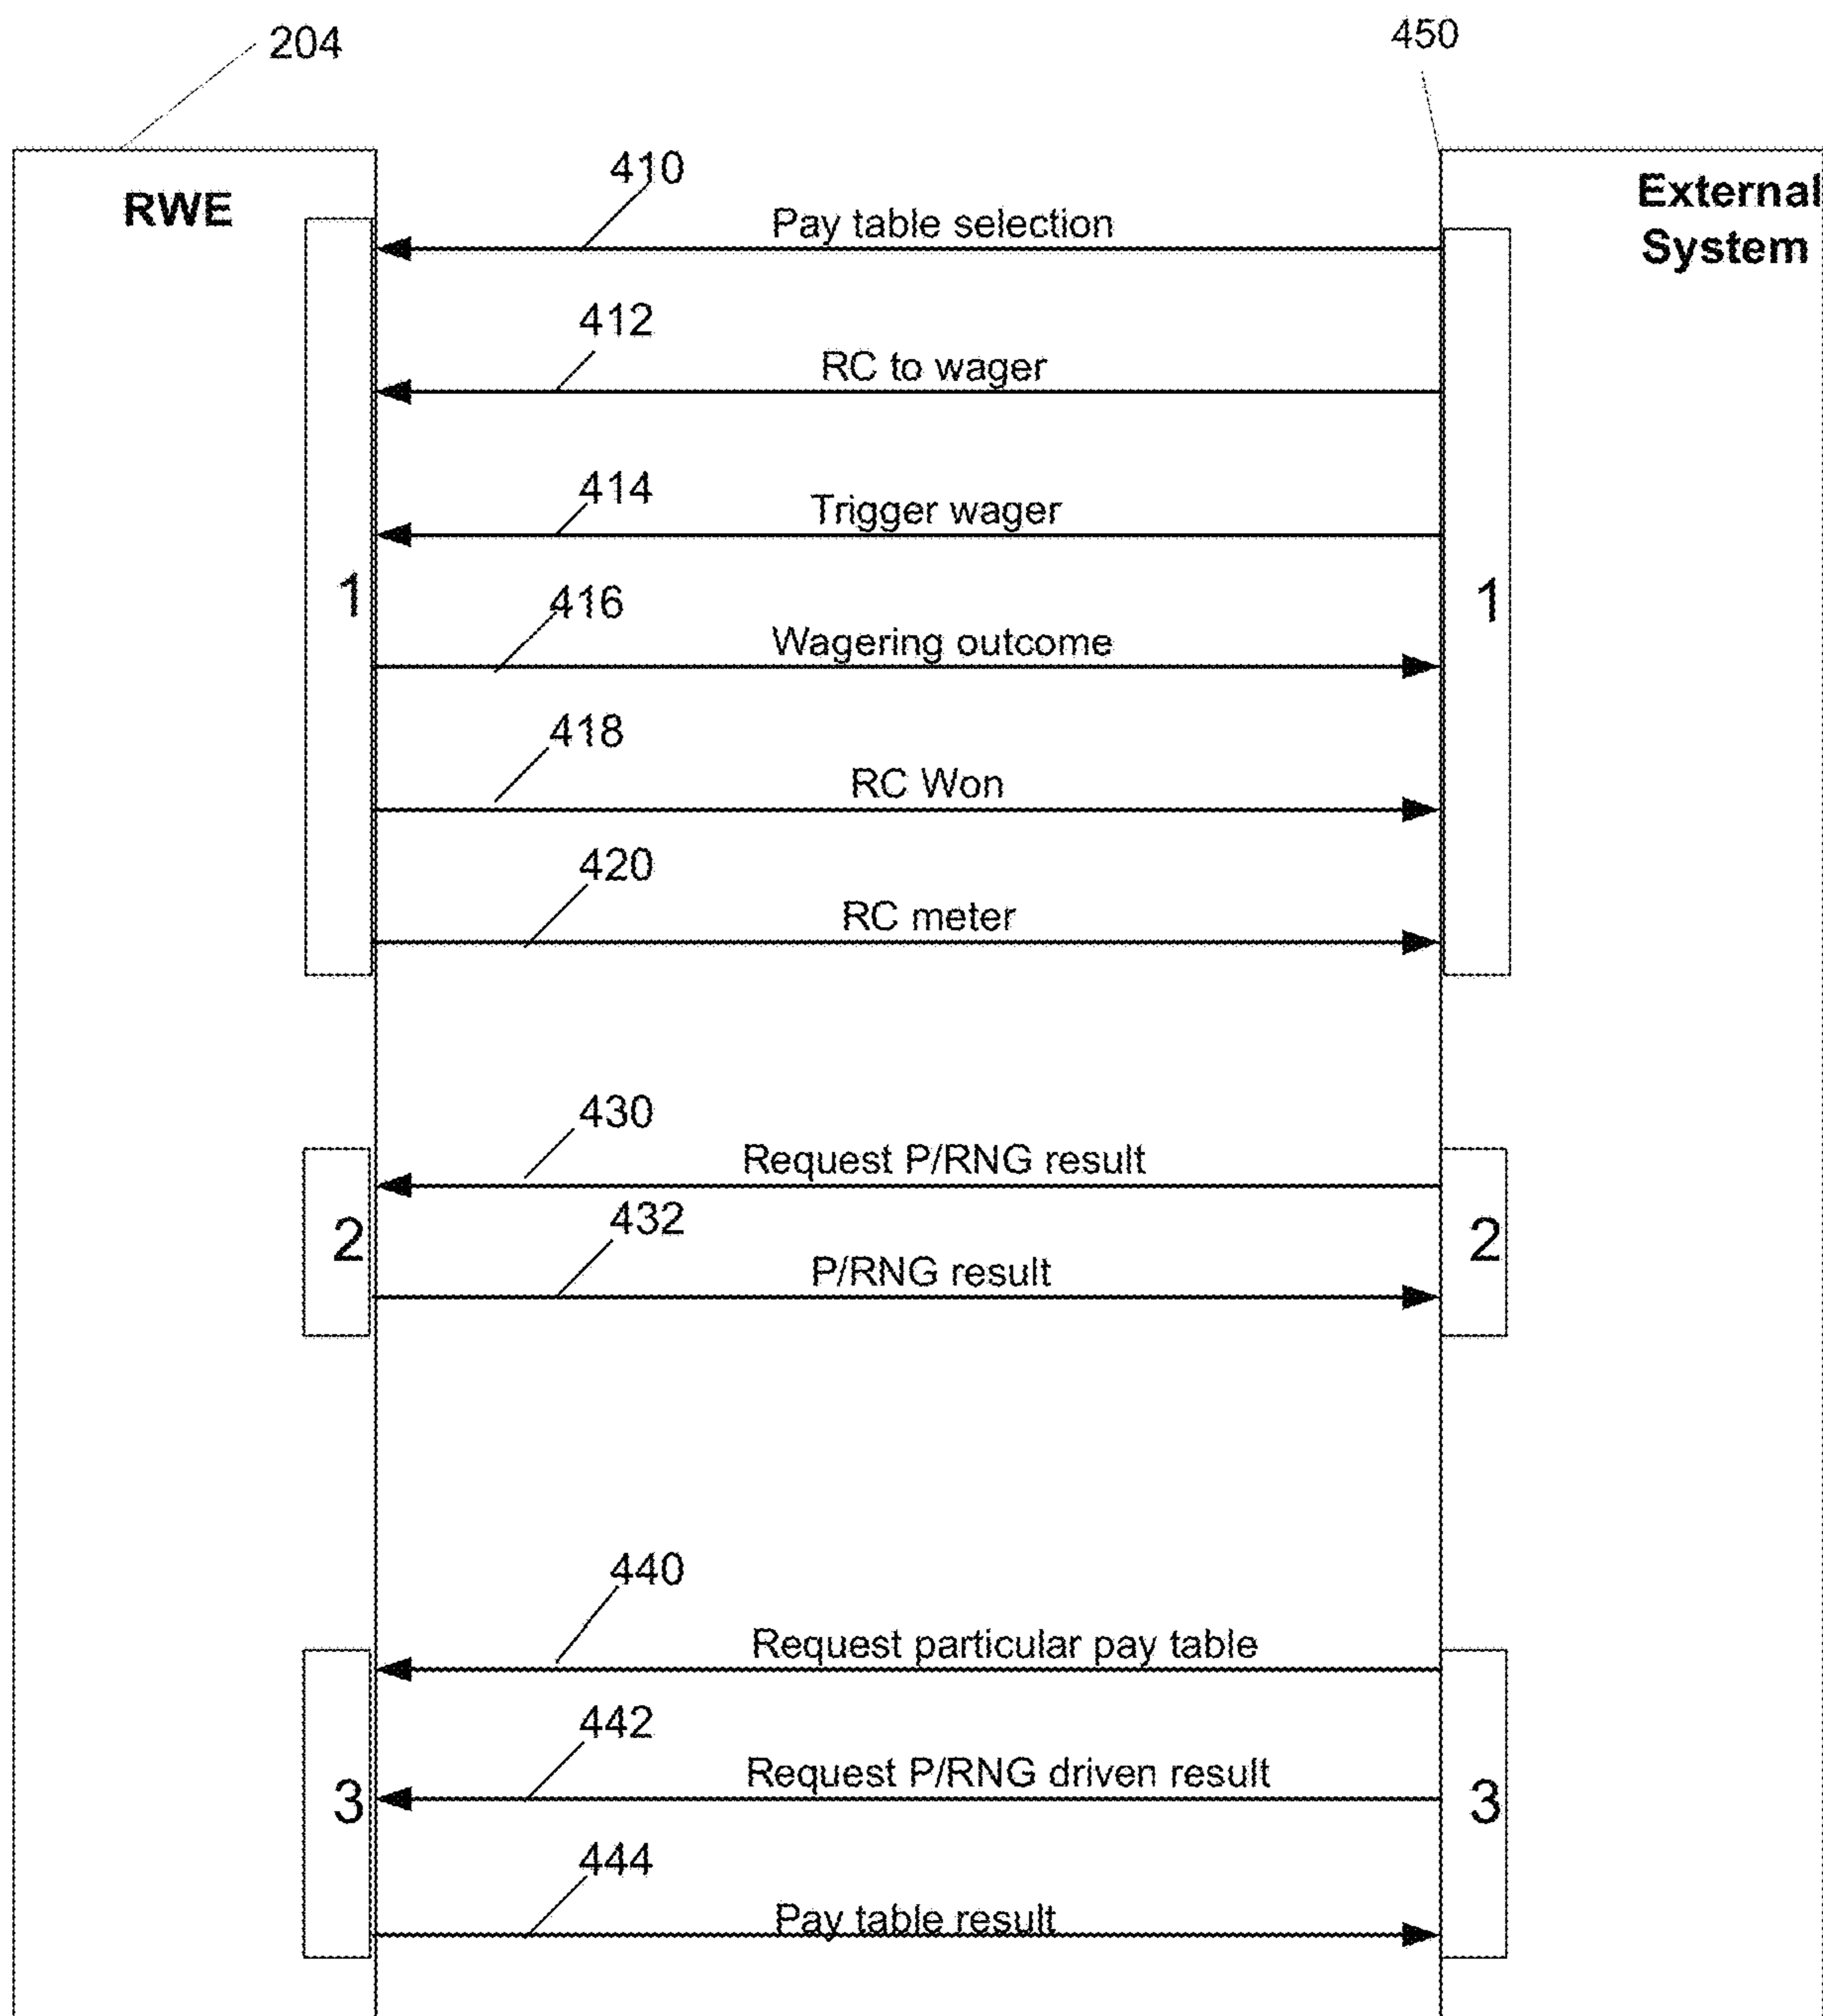 204
450
RWE
External
System
410
Pay table selection
412
RC to wager
414
Trigger wager
1
1
416
Wagering outcome
418
RC Won
420
RC meter
430
Request P/RNG result
2
2
432
P/RNG result
440
Request particular pay table
442
Request P/RNG driven result
3
3
444
Pay table result